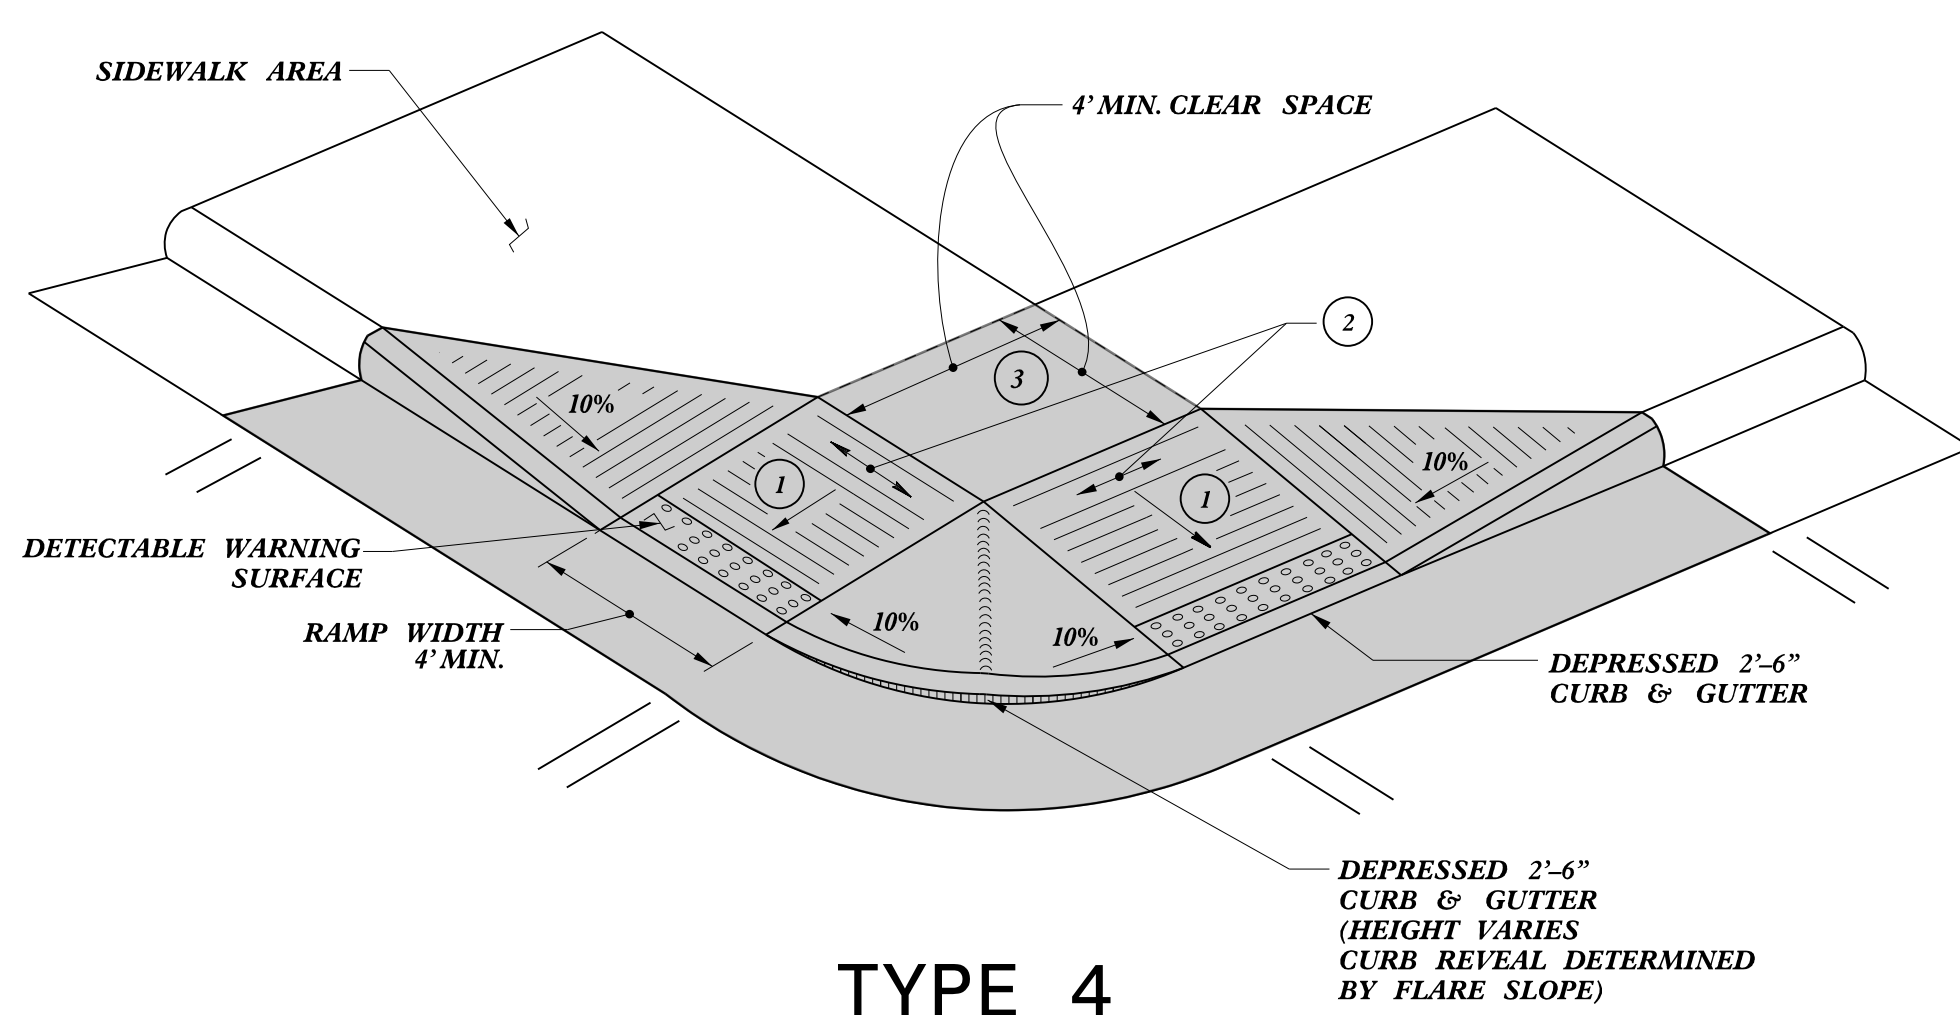 SIDEWALK AREA
4' MIN. CLEAR SPACE
2
3
10%
10%
1
1
DETECTABLE WARNING
SURFACE
10%
10%
RAMP WIDTH
4' MIN.
DEPRESSED 2'–6”
CURB & GUTTER
DEPRESSED 2'–6”
CURB & GUTTER
(HEIGHT VARIES
CURB REVEAL DETERMINED
BY FLARE SLOPE)
TYPE 4